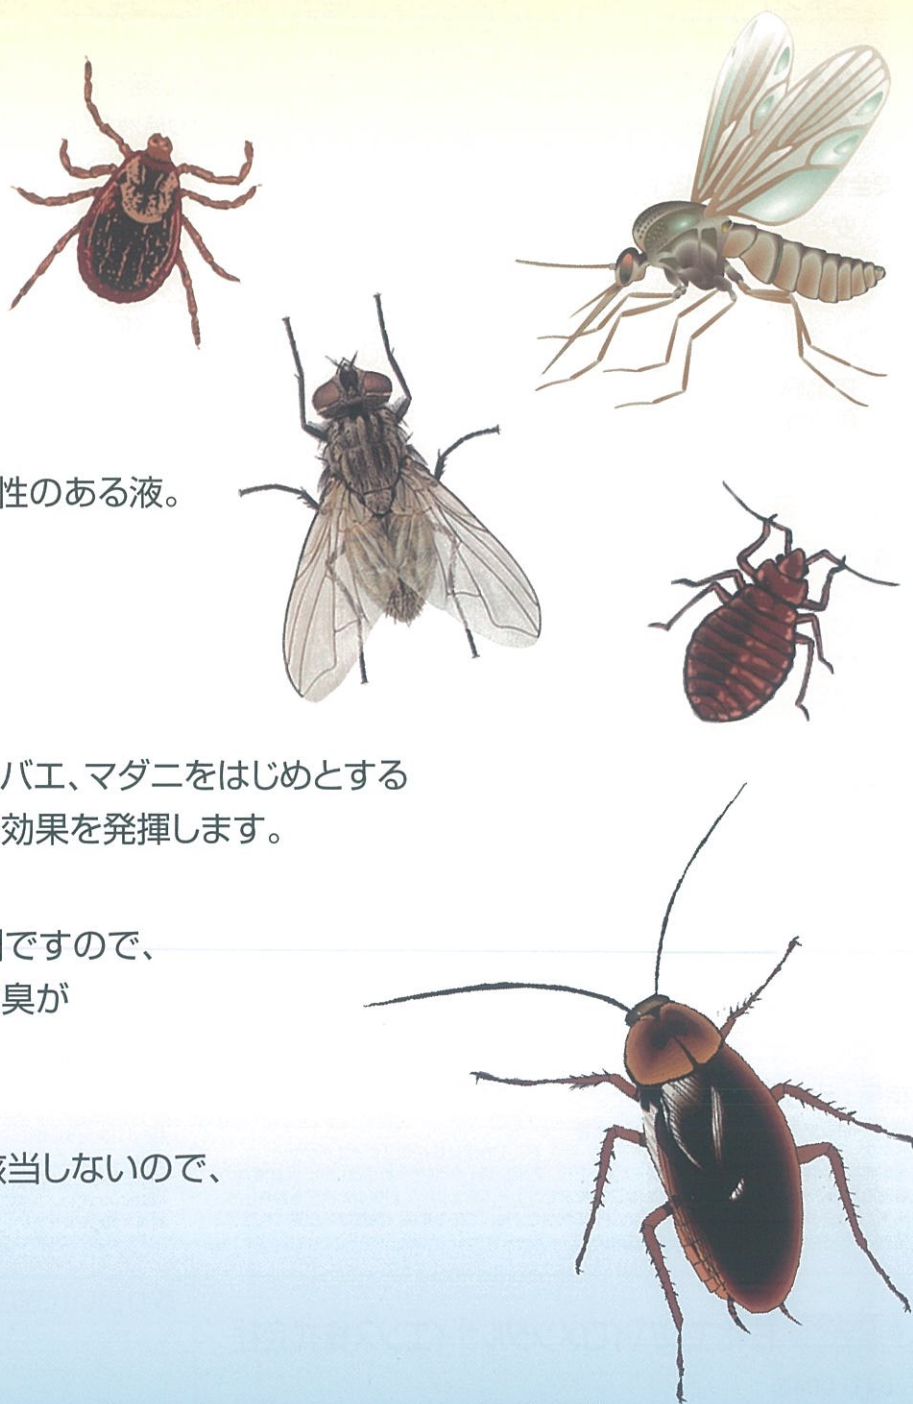 性のある液。
バエ、マダニをはじめとする
効果を発揮します。
ですので、
臭が
該当しないので、